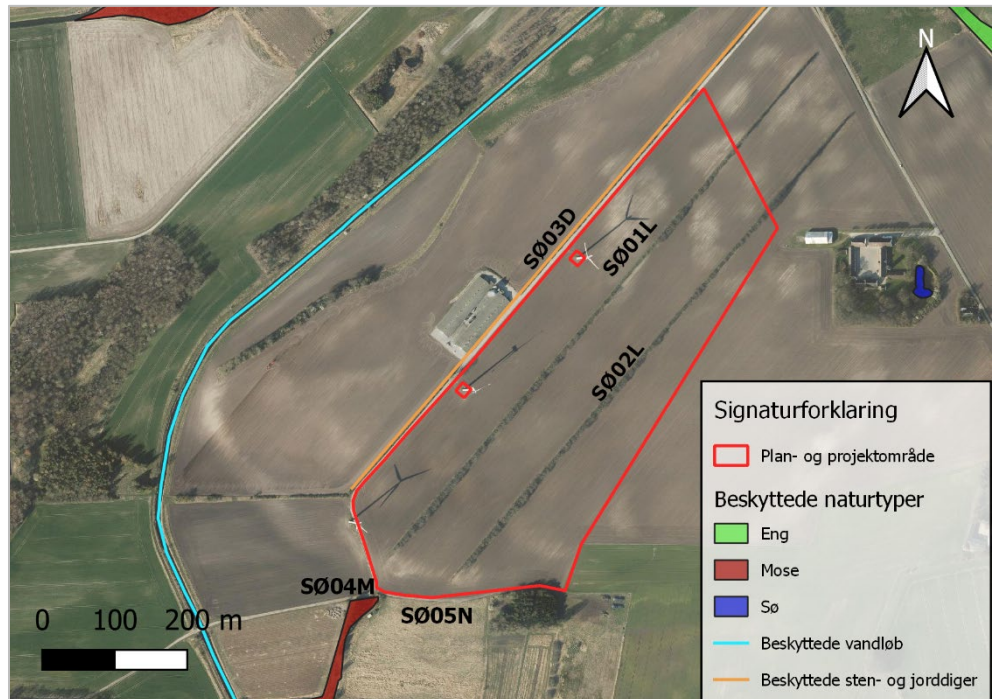 N
SØ03D
SØ01L
SØ02L
SØ04M
SØ05N
0 100 200 m
Signaturforklaring
Plan- og projektområde
Beskyttede naturtyper
Eng
Mose
Sø
Beskyttede vandløb
Beskyttede sten- og jorddiger